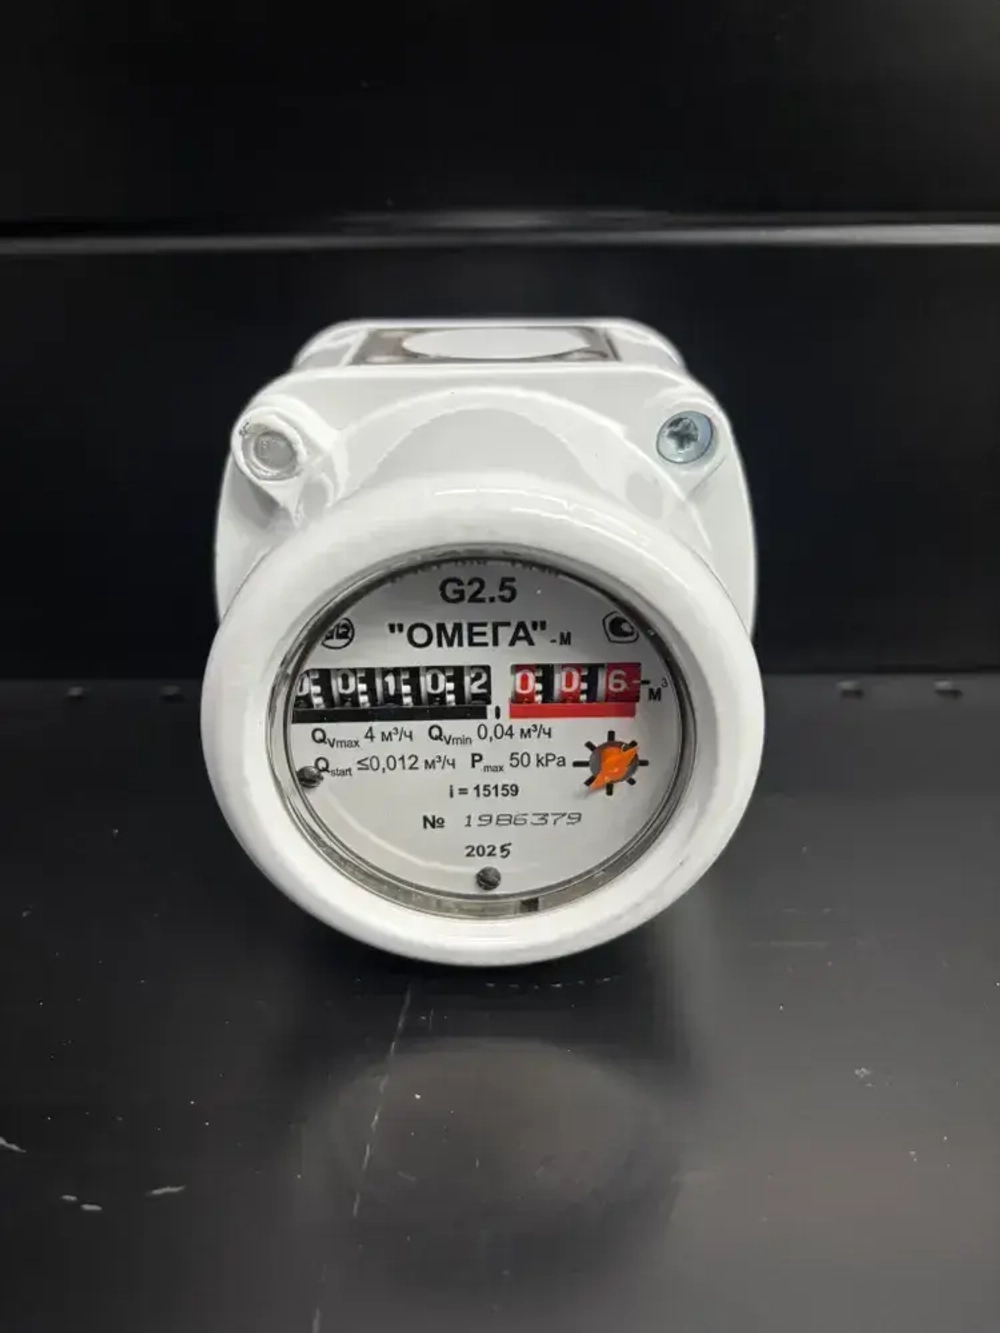 G2.5
"ОМЕГА"-М
00102 006 м³
QVmax 4 м³/ч QVmin 0,04 м³/ч
Qstart ≤0,012 м³/ч Pmax 50 kPa
i = 15159
№ 1986379
2025